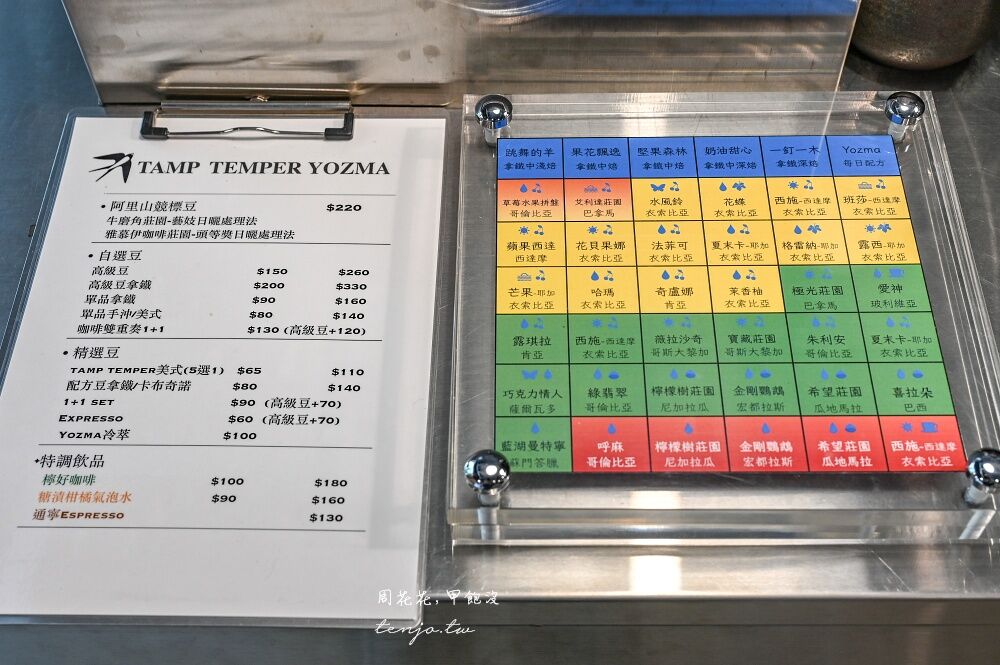 TAMP TEMPER YOZMA
•阿里山競標豆 $220
牛磨角莊園-藝妓日曬處理法
雅慕伊咖啡莊園-頭等獎日曬處理法
•自選豆
高級豆 $150 $260
高級豆拿鐵 $200 $330
單品拿鐵 $90 $160
單品手沖/美式 $80 $140
咖啡雙重奏1+1 $130 (高級豆+120)
•精選豆
TAMP TEMPER美式(5選1) $65 $110
配方豆拿鐵/卡布奇諾 $80 $140
1+1 SET $90 (高級豆+70)
ESPRESSO $60 (高級豆+70)
YOZMA冷萃 $100
特調飲品
檸好咖啡 $100 $180
糖漬柑橘氣泡水 $90 $160
通寧ESPRESSO $130
跳舞的羊 果花飄逸 堅果森林 奶油甜心 一釘一木 Yozma
拿鐵中淺焙 拿鐵中焙 拿鐵中焙 拿鐵中深焙 拿鐵深焙 每日配方
草莓水果拼盤 艾利達莊園 水風鈴 花蝶 西施-西達摩 班莎-西達摩
哥倫比亞 巴拿馬 衣索比亞 衣索比亞 衣索比亞 衣索比亞
蘋果西達 花貝果娜 法菲可 夏末卡-耶加 格雷納-耶加 露西-耶加
西達摩 衣索比亞 衣索比亞 衣索比亞 衣索比亞 衣索比亞
芒果-耶加 哈瑪 奇盧娜 茉香柚 極光莊園 愛神
衣索比亞 衣索比亞 肯亞 衣索比亞 巴拿馬 玻利維亞
露琪拉 西施-西達摩 薇拉沙奇 寶藏莊園 朱利安 夏末卡-耶加
肯亞 衣索比亞 哥斯大黎加 哥斯大黎加 哥倫比亞 衣索比亞
巧克力情人 綠翡翠 檸檬樹莊園 金剛鸚鵡 希望莊園 喜拉朵
薩爾瓦多 哥倫比亞 尼加拉瓜 宏都拉斯 瓜地馬拉 巴西
藍湖曼特寧 呼麻 檸檬樹莊園 金剛鸚鵡 希望莊園 西施-西達摩
蘇門答臘 哥倫比亞 尼加拉瓜 宏都拉斯 瓜地馬拉 衣索比亞
周花花,甲飽沒
tenjo.tw